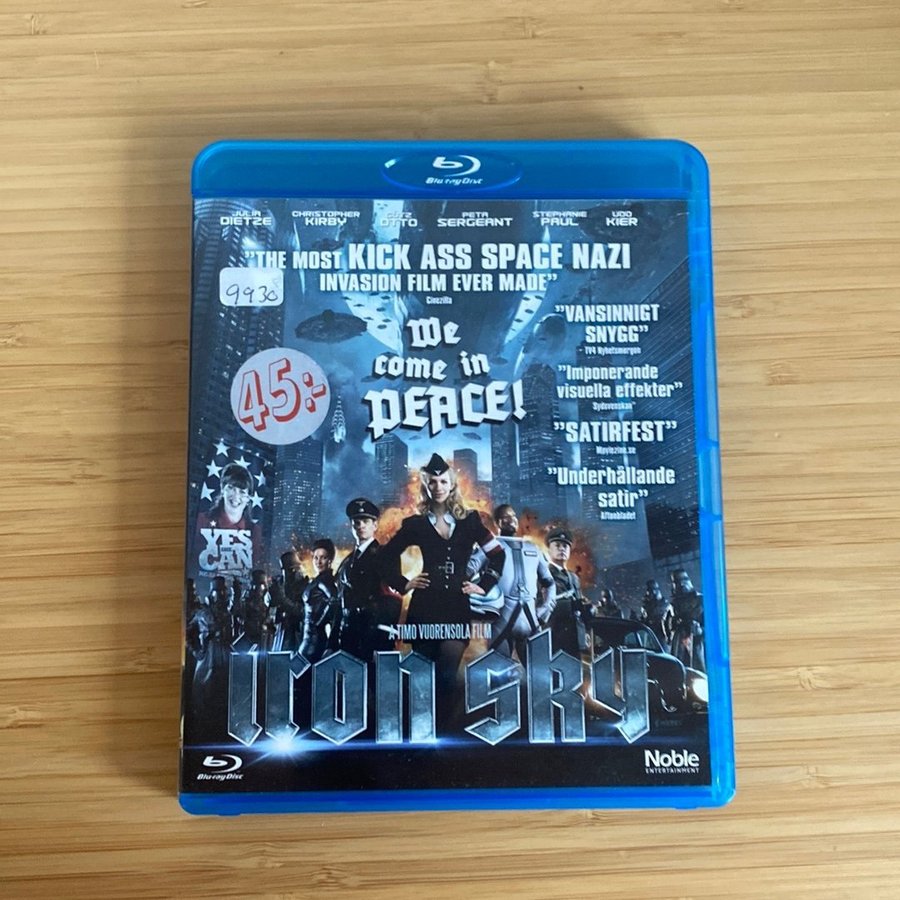 Blu-ray Disc
JULIA DIETZE
CHRISTOPHER KIRBY
GÖTZ OTTO
PETA SERGEANT
STEPHANIE PAUL
UDO KIER
"THE MOST KICK ASS SPACE NAZI
INVASION FILM EVER MADE"
Cinezilla
9930
45:-
We
come in
PEACE!
"VANSINNIGT
SNYGG"
TV4 Nyhetsmorgon
"Imponerande
visuella effekter"
Sydsvenskan
"SATIRFEST"
Moviezine.se
"Underhållande
satir"
Aftonbladet
YES
CAN
A TIMO VUORENSOLA FILM
iron sky
Blu-ray Disc
Noble
ENTERTAINMENT